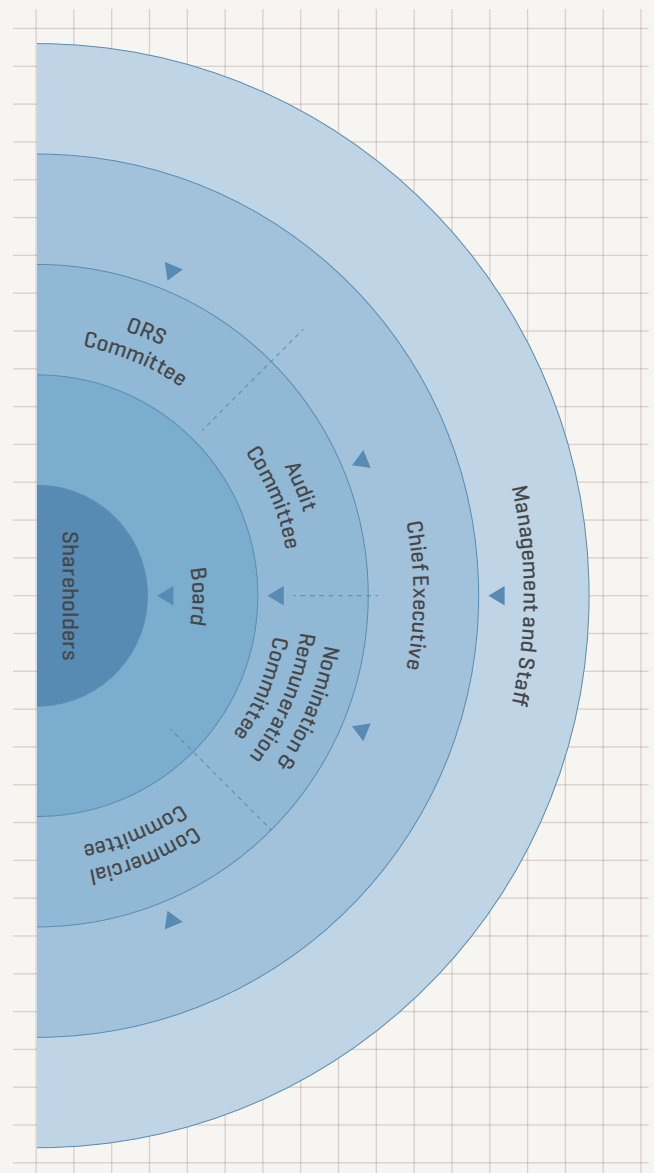 ORS
Committee
Audit
Committee
Nomination &
Remuneration
Committee
Commercial
Committee
Shareholders
Board
Chief Executive
Management and Staff